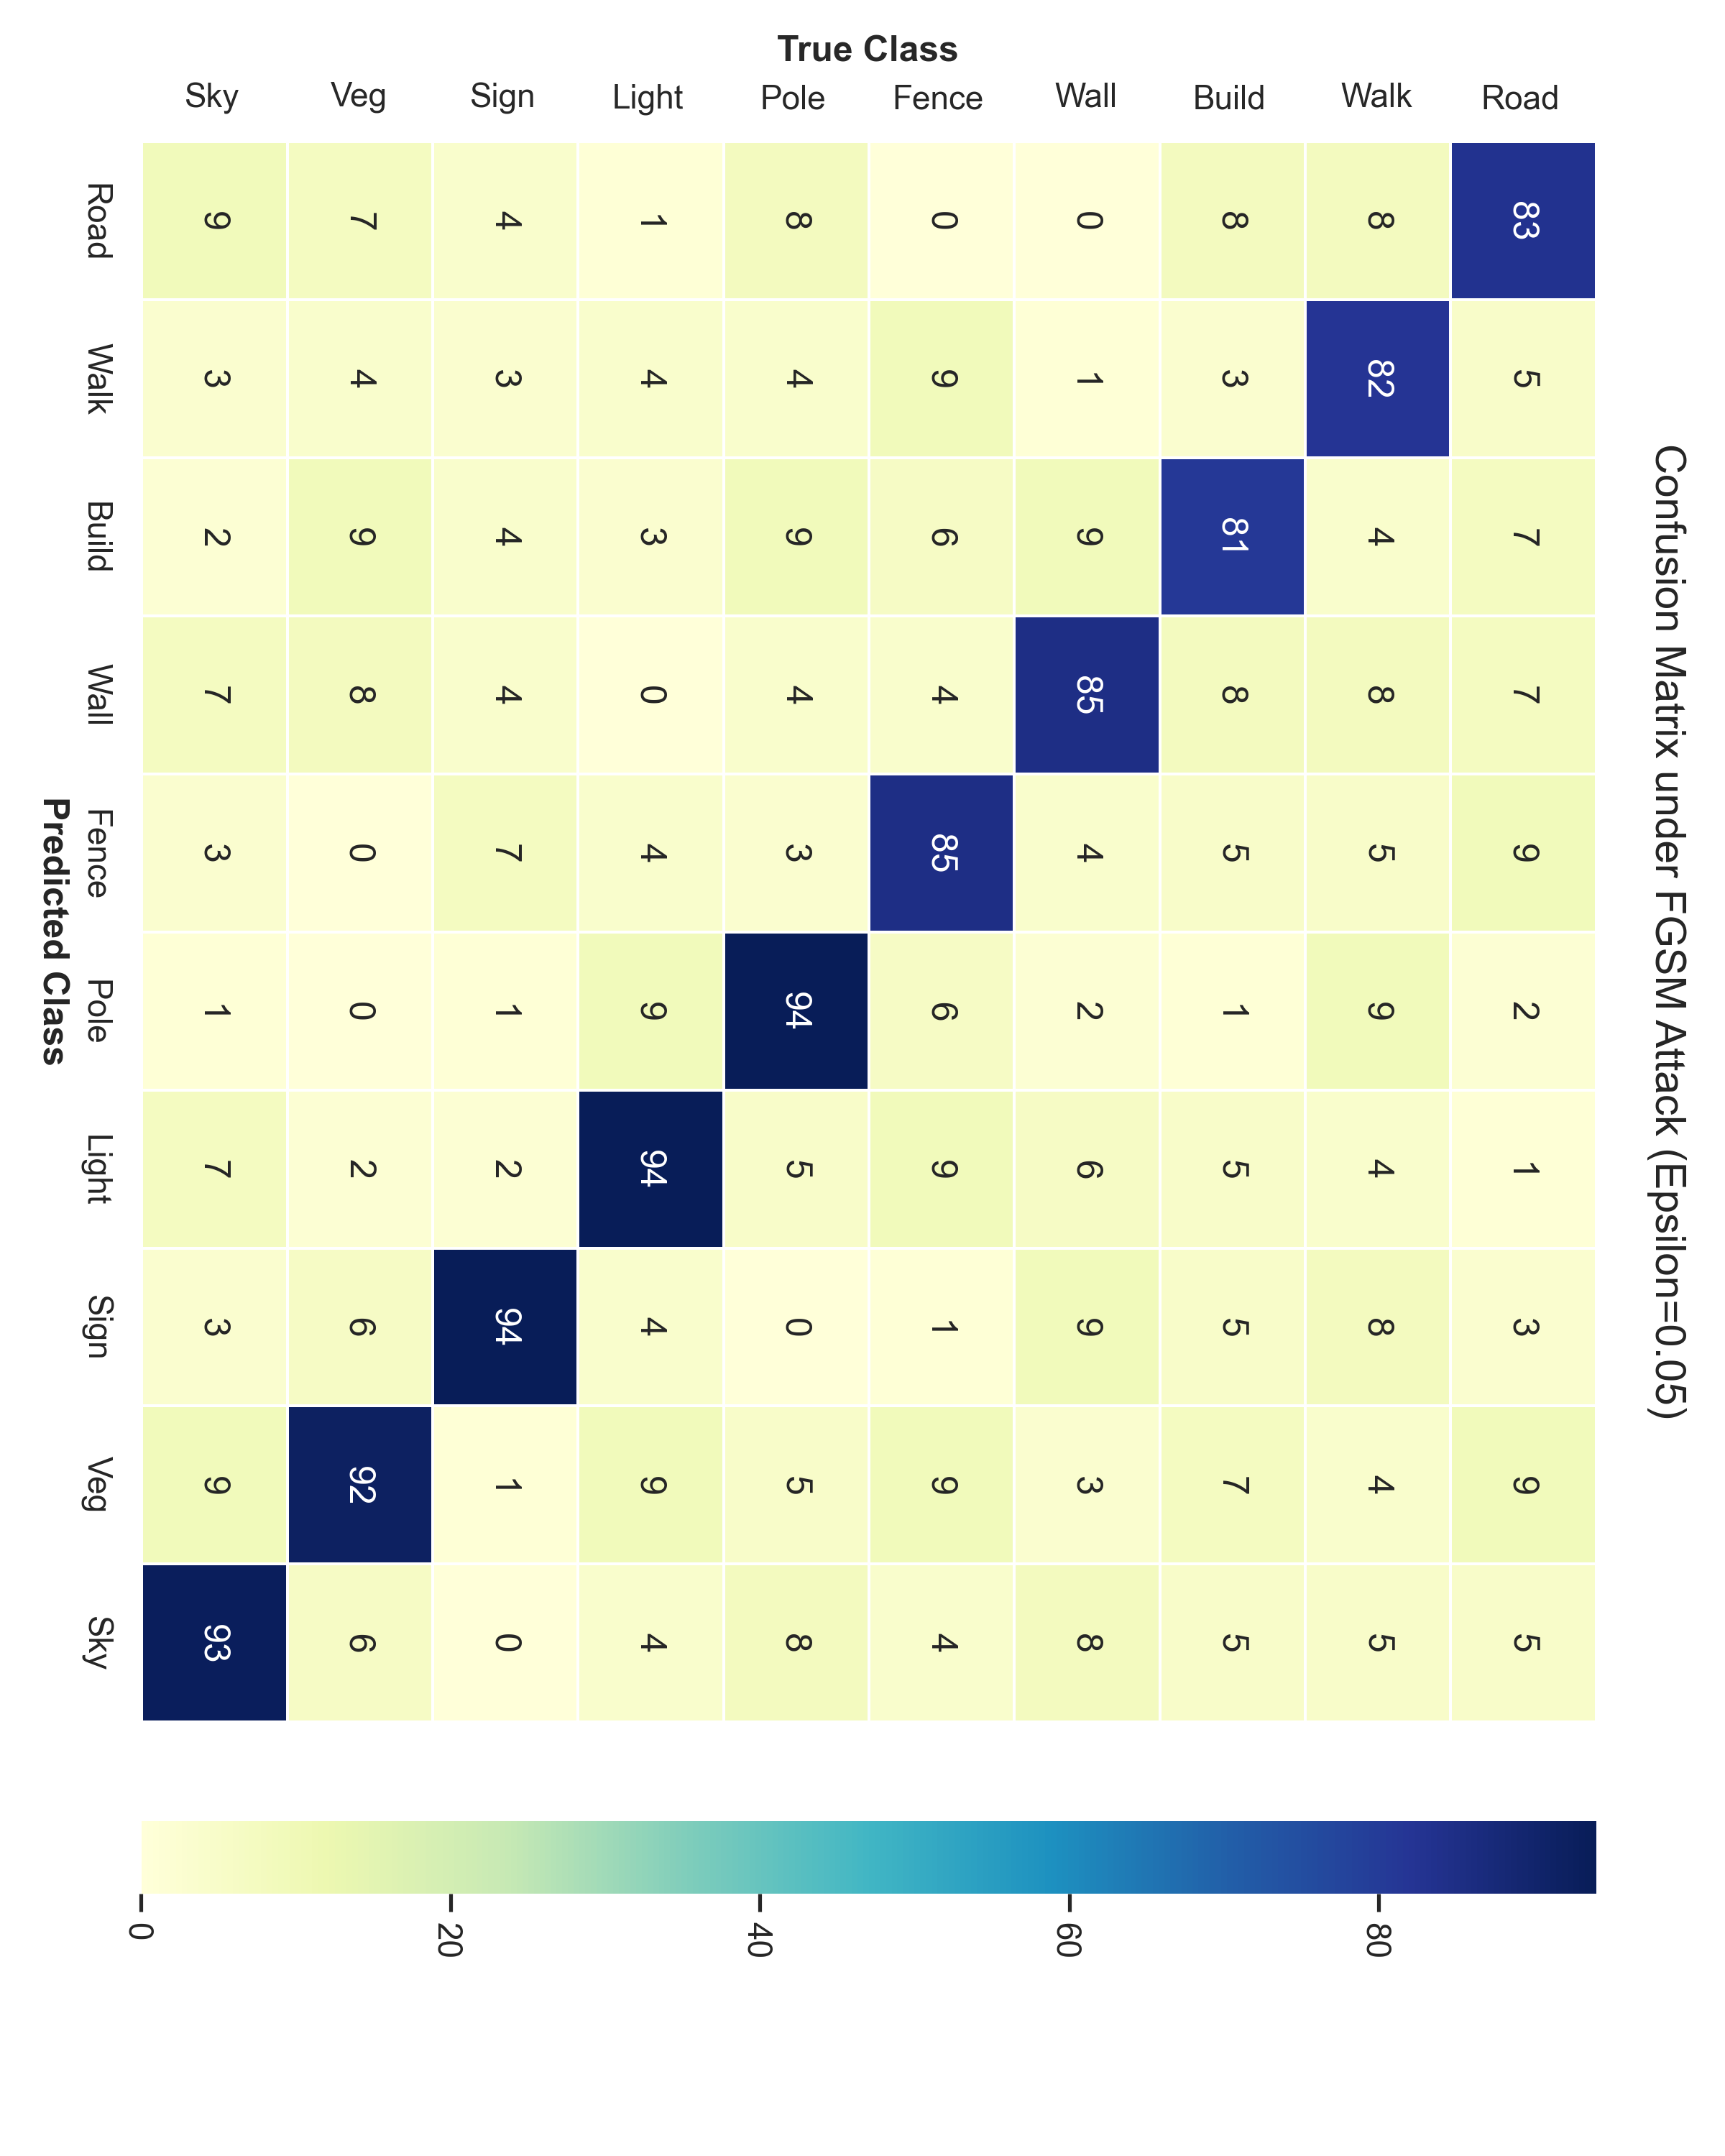 Confusion Matrix under FGSM Attack (Epsilon=0.05)
True Class
Road 83 5 7 7 9 2 1 3 9 5
Walk 8 82 4 8 5 9 4 8 4 5
Build 8 3 81 8 5 1 5 5 7 5
Wall 0 1 9 85 4 2 6 9 3 8
Fence 0 9 6 4 85 6 9 1 9 4
Pole 8 4 9 4 3 94 5 0 5 8
Light 1 4 3 0 4 9 94 4 9 4
Sign 4 3 4 4 7 1 2 94 1 0
Veg 7 4 9 8 0 0 2 6 92 6
Sky 9 3 2 7 3 1 7 3 9 93
Road Walk Build Wall Fence Pole Light Sign Veg Sky
Predicted Class
80
60
40
20
0